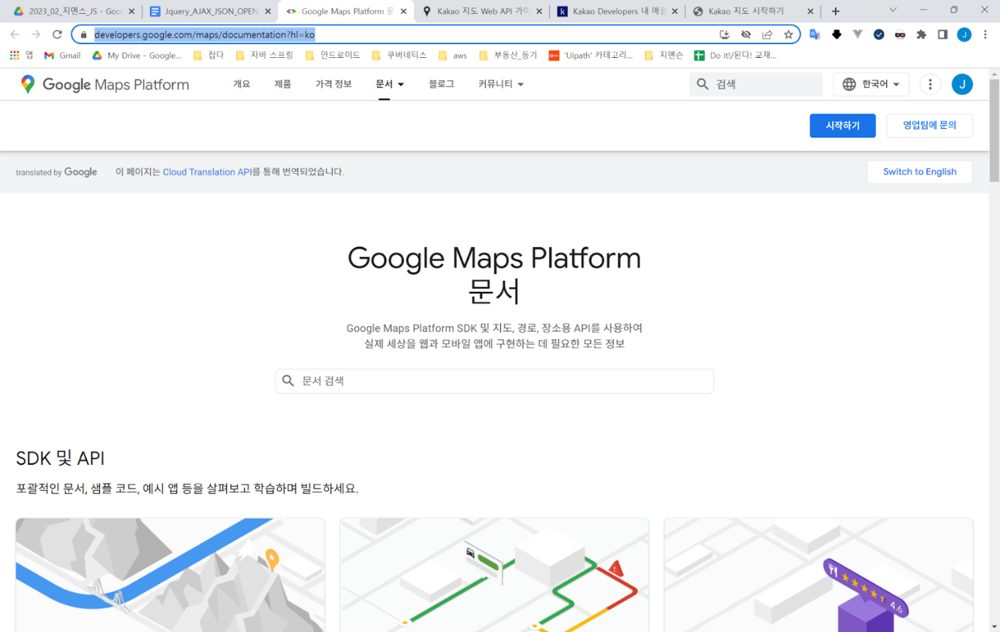 2023_02_지멘스_JS - Goo
Jquery_AJAX_JSON_OPEN
Google Maps Platform 문
Kakao 지도 Web API 가이
Kakao Developers 내 애플
Kakao 지도 시작하기
developers.google.com/maps/documentation?hl=ko
J
앱
Gmail
My Drive - Google...
잡다
자바 스프링
안드로이드
쿠버네티스
aws
부동산_등기
'Uipath' 카테고리...
지멘슨
Do it!/된다! 교재...
Google Maps Platform
개요
제품
가격 정보
문서
블로그
커뮤니티
검색
한국어
J
시작하기
영업팀에 문의
translated by Google
이 페이지는 Cloud Translation API를 통해 번역되었습니다.
Switch to English
Google Maps Platform
문서
Google Maps Platform SDK 및 지도, 경로, 장소용 API를 사용하여
실제 세상을 웹과 모바일 앱에 구현하는 데 필요한 모든 정보
문서 검색
SDK 및 API
포괄적인 문서, 샘플 코드, 예시 앱 등을 살펴보고 학습하며 빌드하세요.
4.6